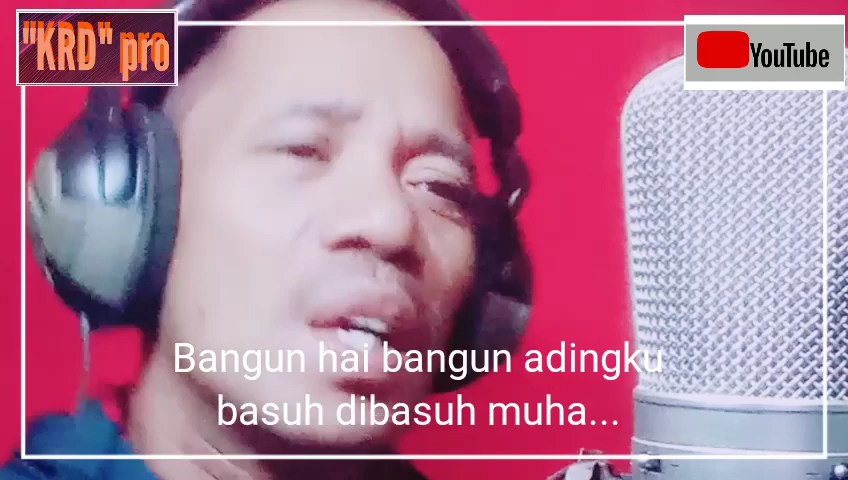 "KRD" pro
YouTube
Bangun hai bangun adingku
basuh dibasuh muha...